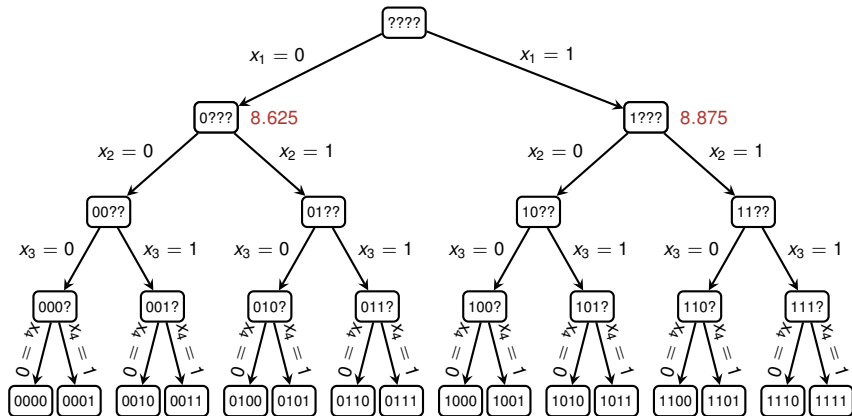 ????
x1 = 0 x1 = 1
0??? 8.625 1??? 8.875
x2 = 0 x2 = 1 x2 = 0 x2 = 1
00?? 01?? 10?? 11??
x3 = 0 x3 = 1 x3 = 0 x3 = 1 x3 = 0 x3 = 1 x3 = 0 x3 = 1
000? 001? 010? 011? 100? 101? 110? 111?
x4 = 0 x4 = 1 x4 = 0 x4 = 1 x4 = 0 x4 = 1 x4 = 0 x4 = 1 x4 = 0 x4 = 1 x4 = 0 x4 = 1 x4 = 0 x4 = 1 x4 = 0 x4 = 1
0000 0001 0010 0011 0100 0101 0110 0111 1000 1001 1010 1011 1100 1101 1110 1111